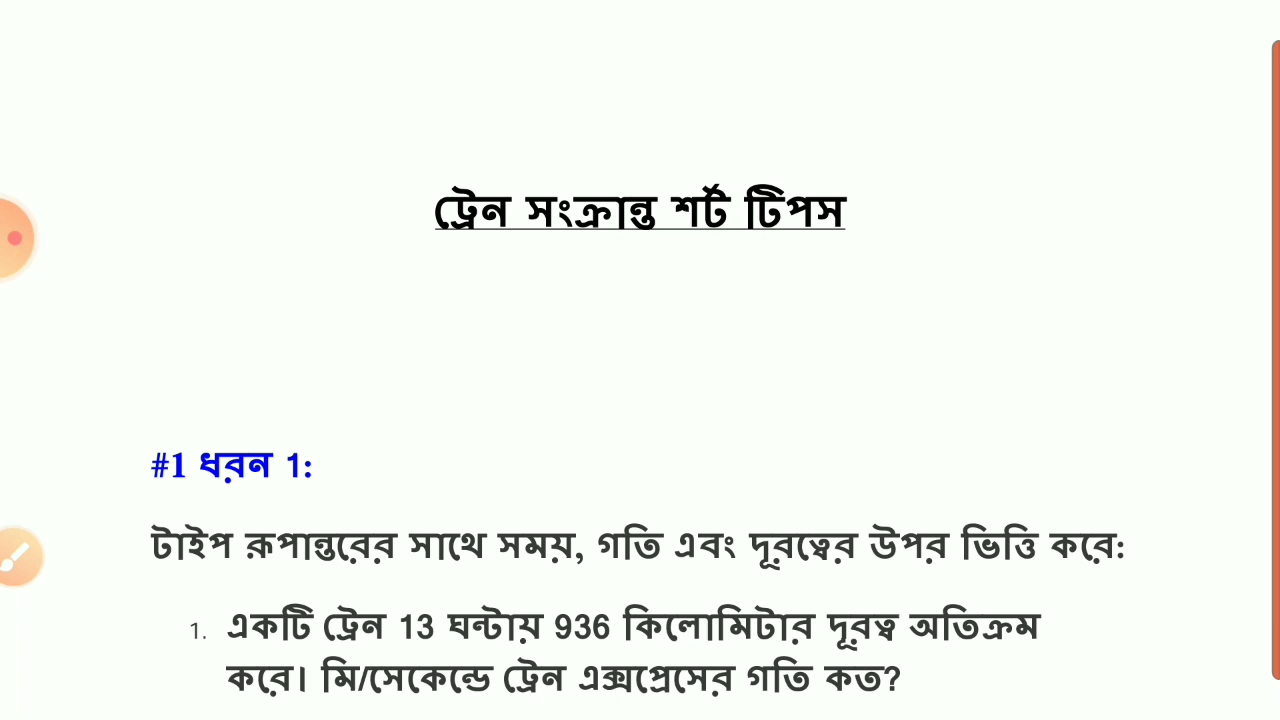 ট্রেন সংক্রান্ত শর্ট টিপস
#1 ধরন 1:
টাইপ রূপান্তরের সাথে সময়, গতি এবং দূরত্বের উপর ভিত্তি করে:
1. একটি ট্রেন 13 ঘন্টায় 936 কিলোমিটার দূরত্ব অতিক্রম
করে। মি/সেকেন্ডে ট্রেন এক্সপ্রেসের গতি কত?